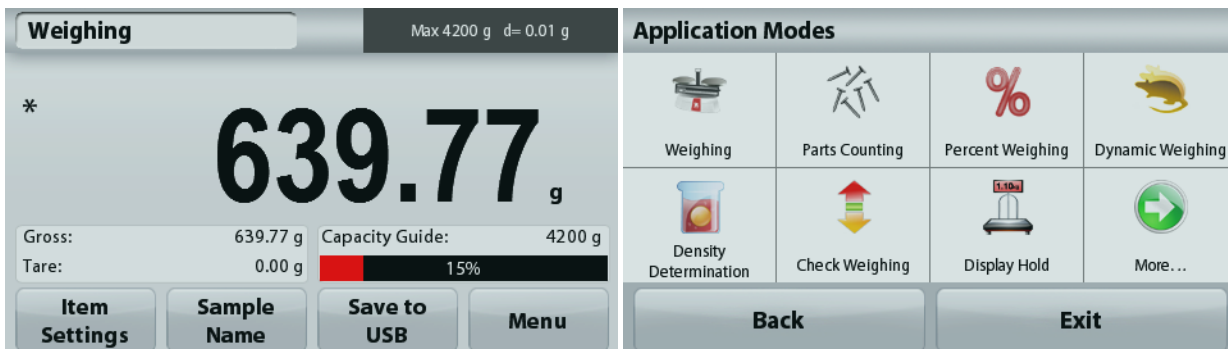 Weighing
Max 4200 g d= 0.01 g
*
639.77 g
Gross: 639.77 g
Tare: 0.00 g
Capacity Guide: 4200 g
15%
Item
Settings
Sample
Name
Save to
USB
Menu
Application Modes
Weighing
Parts Counting
%
Percent Weighing
Dynamic Weighing
Density
Determination
Check Weighing
1.10kg
Display Hold
More...
Back
Exit